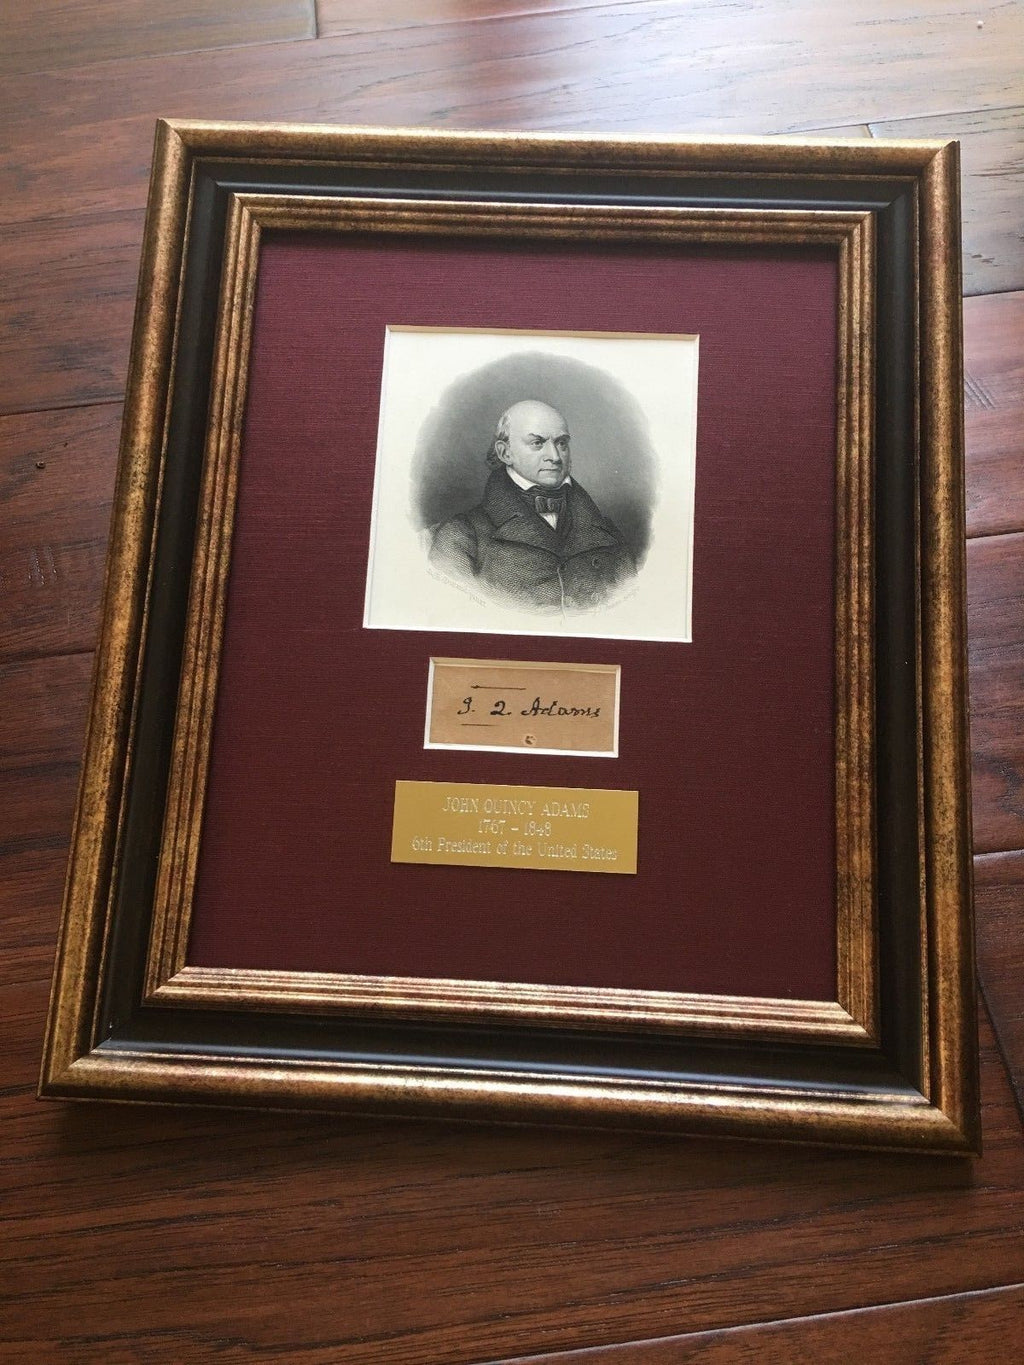 J. Q. Adams
JOHN QUINCY ADAMS
1767 - 1848
6th President of the United States